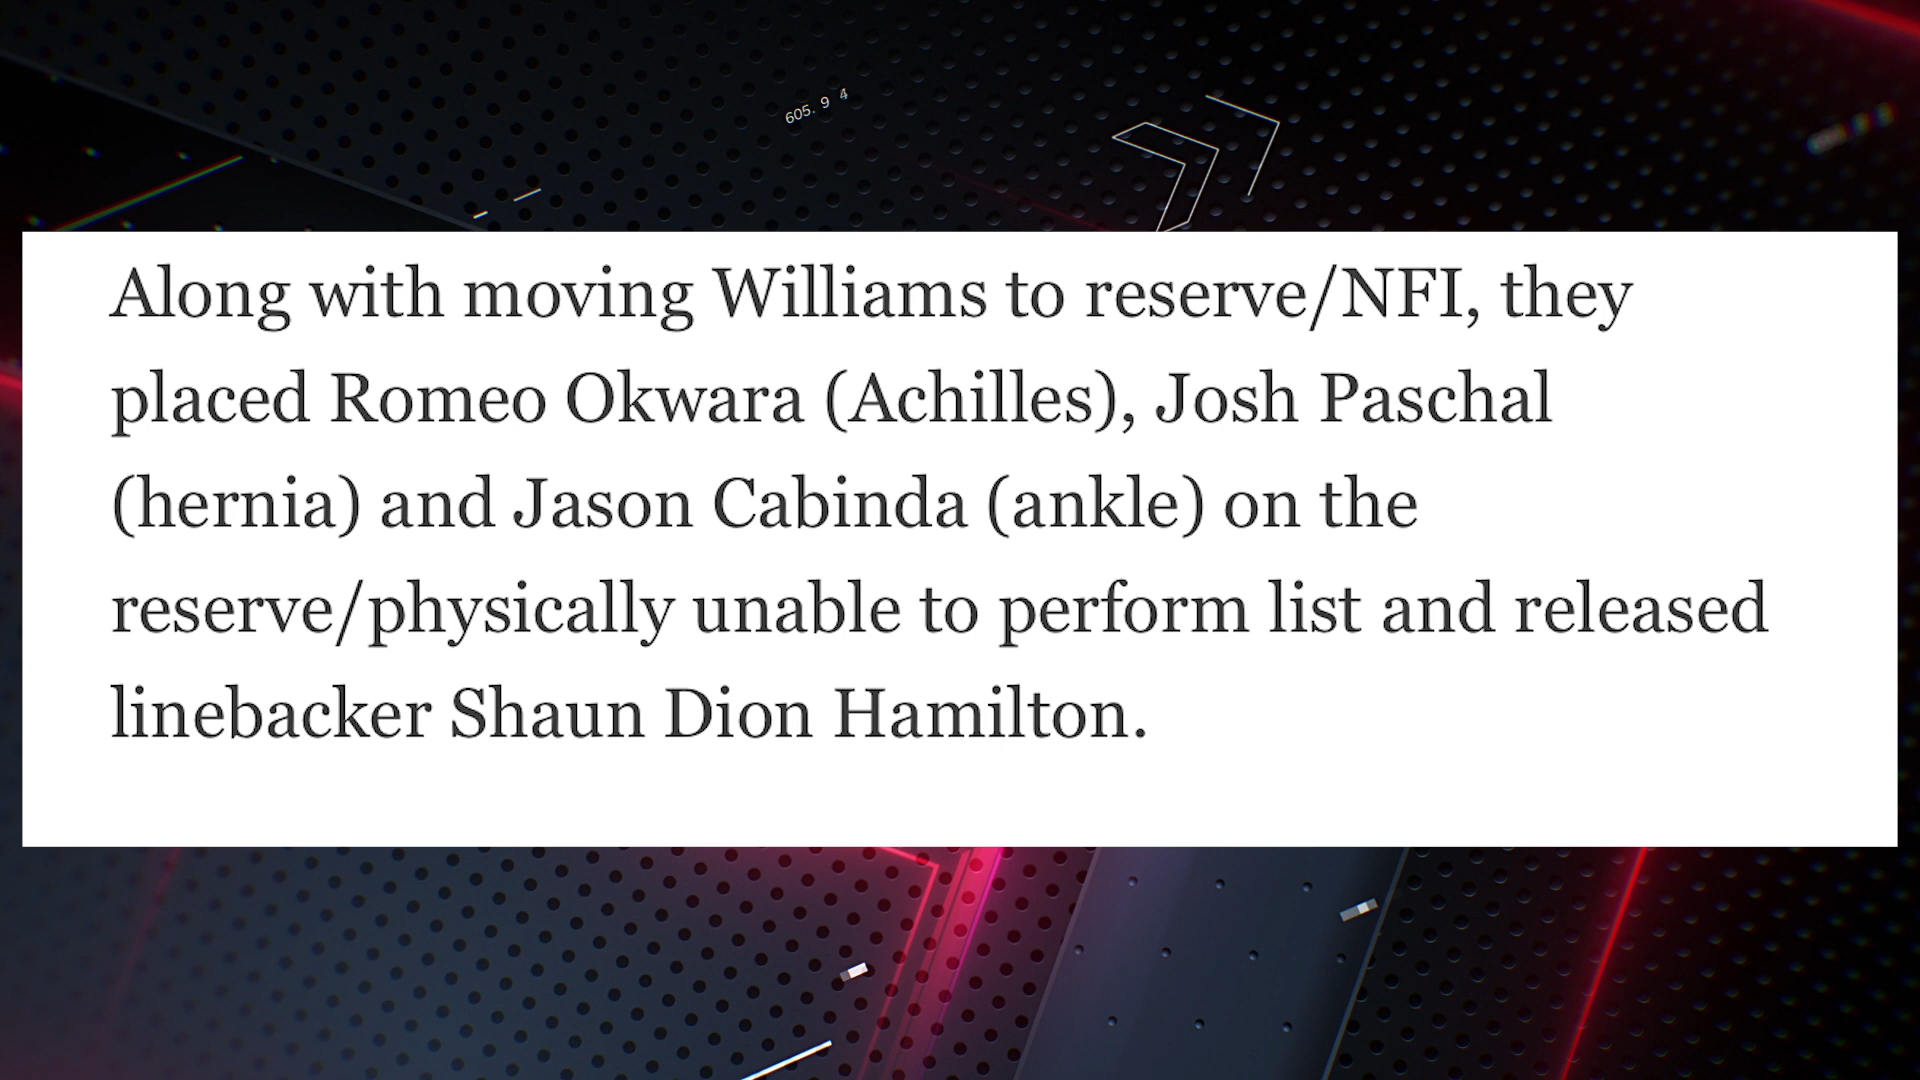 605. 9 4
Along with moving Williams to reserve/NFI, they
placed Romeo Okwara (Achilles), Josh Paschal
(hernia) and Jason Cabinda (ankle) on the
reserve/physically unable to perform list and released
linebacker Shaun Dion Hamilton.